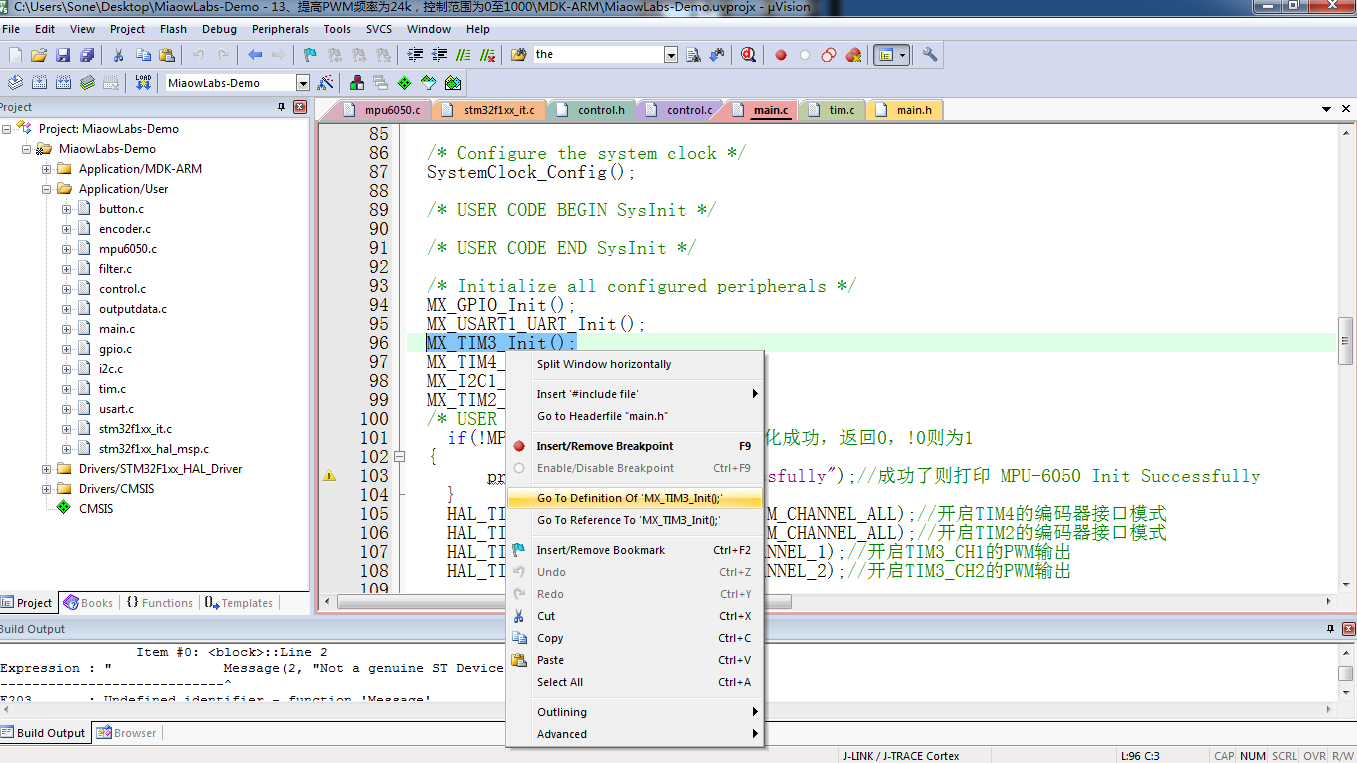 C:\Users\Sone\Desktop\MiaowLabs-Demo - 13、提高PWM频率为24k，控制范围为0至1000\MDK-ARM\MiaowLabs-Demo.uvprojx - µVision
File Edit View Project Flash Debug Peripherals Tools SVCS Window Help
the
LOAD MiaowLabs-Demo
Project
Project: MiaowLabs-Demo
MiaowLabs-Demo
Application/MDK-ARM
Application/User
button.c
encoder.c
mpu6050.c
filter.c
control.c
outputdata.c
main.c
gpio.c
i2c.c
tim.c
usart.c
stm32f1xx_it.c
stm32f1xx_hal_msp.c
Drivers/STM32F1xx_HAL_Driver
Drivers/CMSIS
CMSIS
Project Books {} Functions Templates
mpu6050.c stm32f1xx_it.c control.h control.c main.c tim.c main.h
85
86 /* Configure the system clock */
87 SystemClock_Config();
88
89 /* USER CODE BEGIN SysInit */
90
91 /* USER CODE END SysInit */
92
93 /* Initialize all configured peripherals */
94 MX_GPIO_Init();
95 MX_USART1_UART_Init();
96 MX_TIM3_Init();
97 MX_TIM4_
98 MX_I2C1_
99 MX_TIM2_
100 /* USER
101 if(!MP 化成功，返回0，!0则为1
102 {
103 pr sfully");//成功了则打印 MPU-6050 Init Successfully
104 }
105 HAL_TI M_CHANNEL_ALL);//开启TIM4的编码器接口模式
106 HAL_TI M_CHANNEL_ALL);//开启TIM2的编码器接口模式
107 HAL_TI ANNEL_1);//开启TIM3_CH1的PWM输出
108 HAL_TI ANNEL_2);//开启TIM3_CH2的PWM输出
109
Split Window horizontally
Insert '#include file'
Go to Headerfile "main.h"
Insert/Remove Breakpoint F9
Enable/Disable Breakpoint Ctrl+F9
Go To Definition Of 'MX_TIM3_Init();'
Go To Reference To 'MX_TIM3_Init();'
Insert/Remove Bookmark Ctrl+F2
Undo Ctrl+Z
Redo Ctrl+Y
Cut Ctrl+X
Copy Ctrl+C
Paste Ctrl+V
Select All Ctrl+A
Outlining
Advanced
Build Output
Item #0: <block>::Line 2
Expression : " Message(2, "Not a genuine ST Device
----------------------------^
E203 : Undefined identifier - function 'Message'
Build Output Browser
J-LINK / J-TRACE Cortex L:96 C:3 CAP NUM SCRL OVR R/W